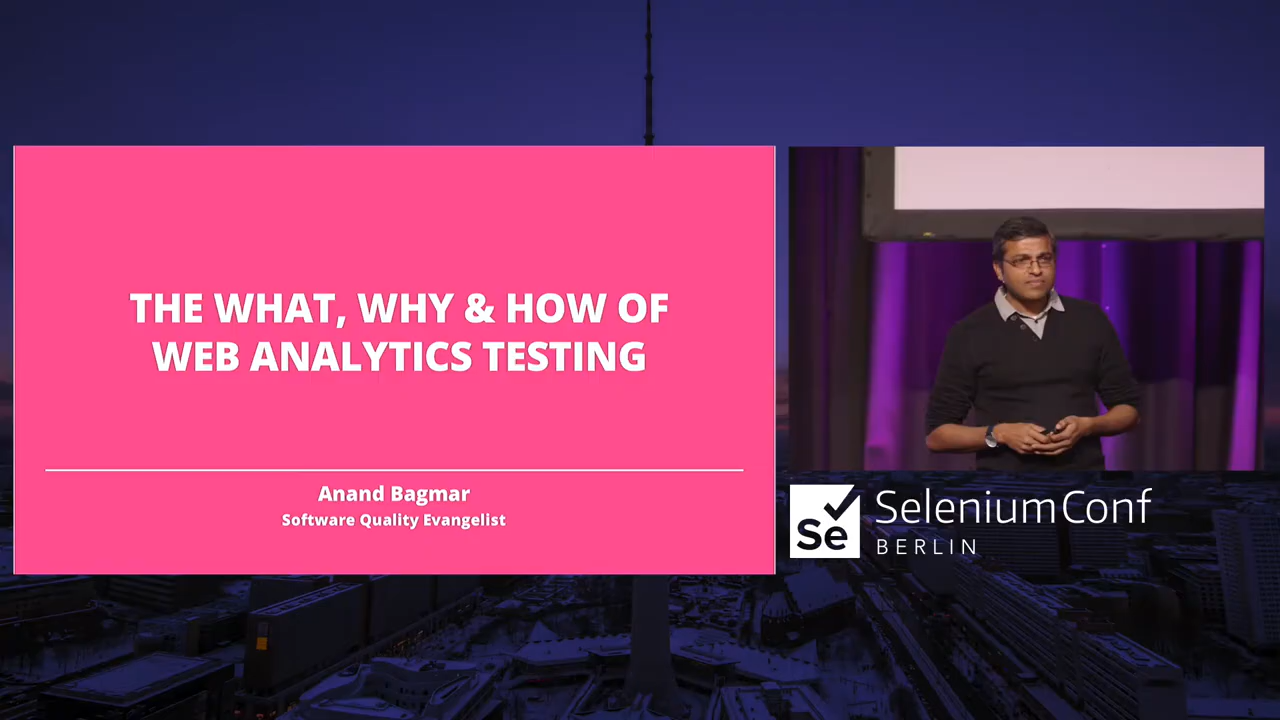 THE WHAT, WHY & HOW OF
WEB ANALYTICS TESTING
Anand Bagmar
Software Quality Evangelist
Se
SeleniumConf
BERLIN